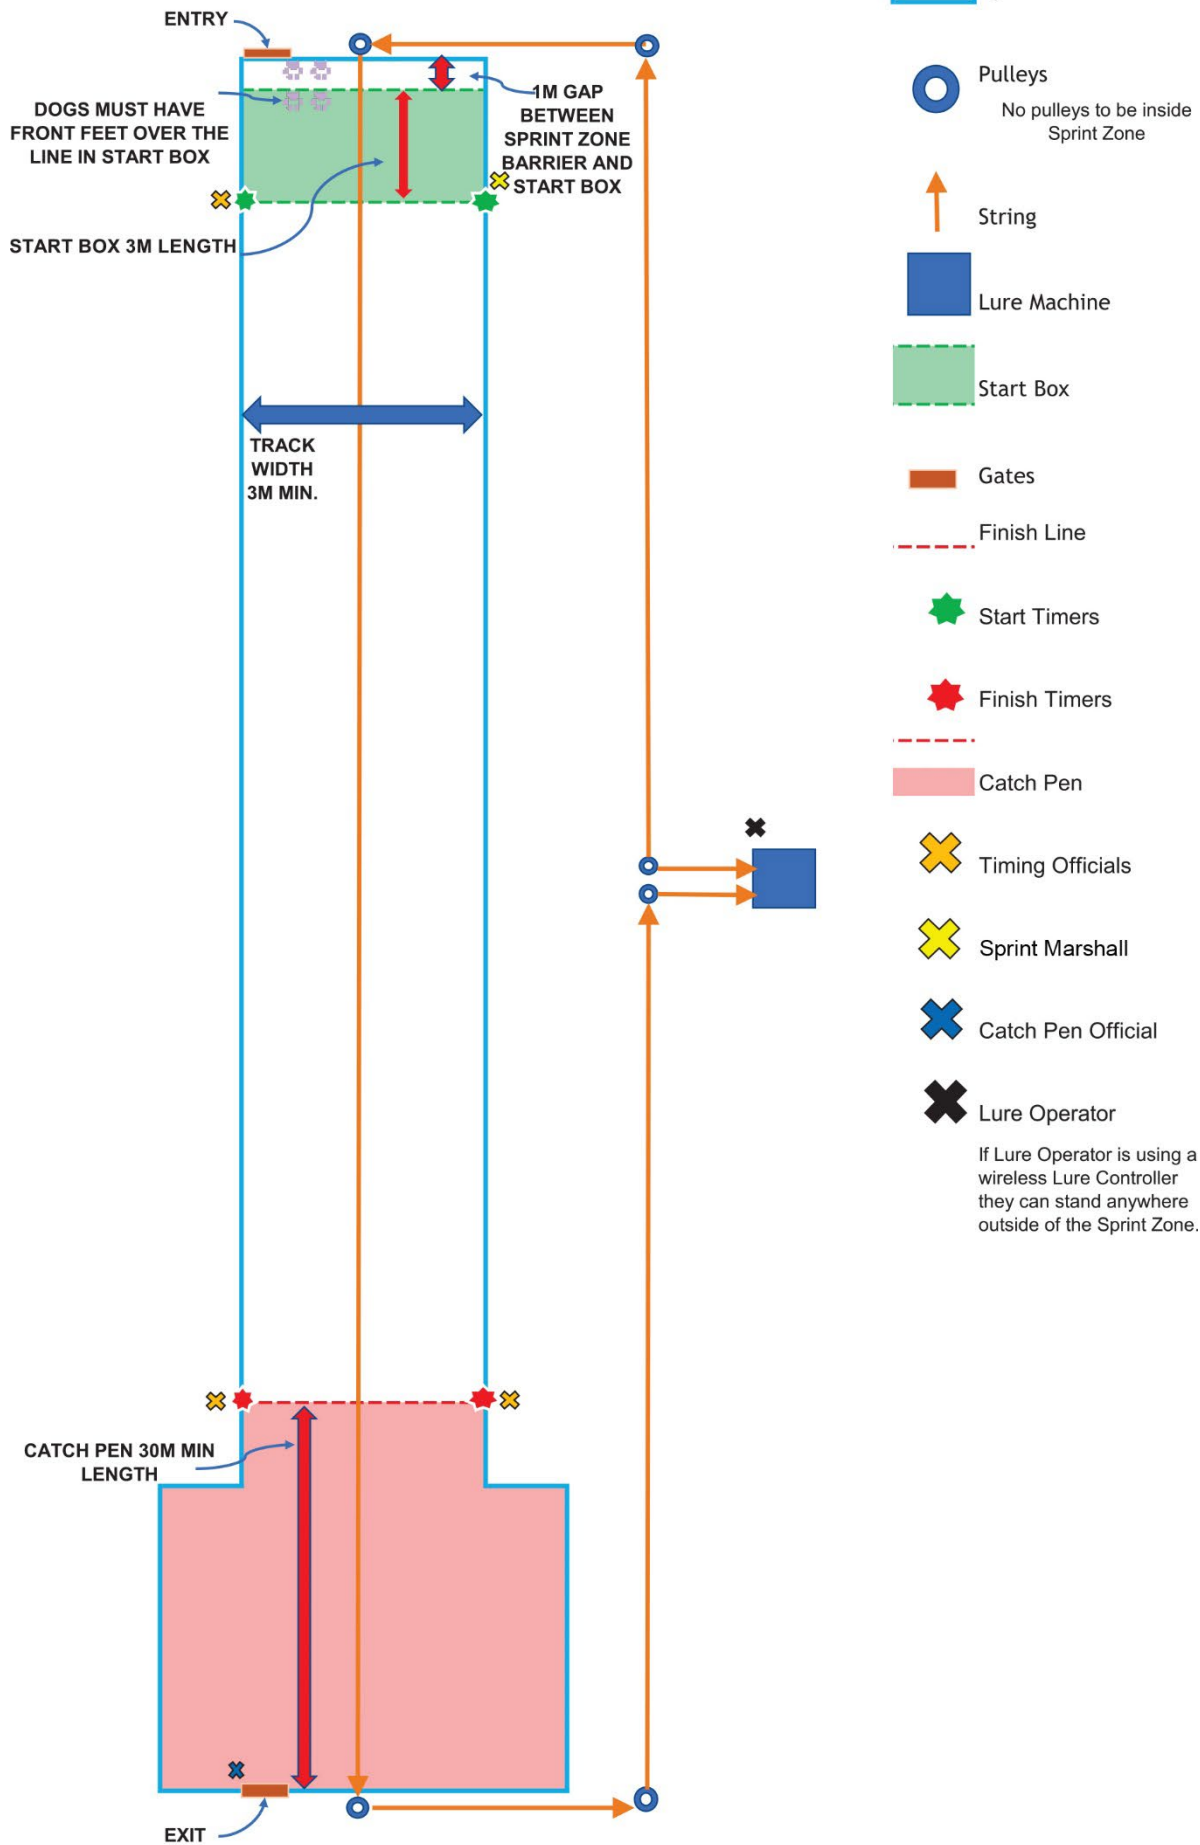 ENTRY
DOGS MUST HAVE
FRONT FEET OVER THE
LINE IN START BOX
1M GAP
BETWEEN
SPRINT ZONE
BARRIER AND
START BOX
START BOX 3M LENGTH
TRACK
WIDTH
3M MIN.
CATCH PEN 30M MIN
LENGTH
EXIT
Pulleys
No pulleys to be inside
Sprint Zone
String
Lure Machine
Start Box
Gates
Finish Line
Start Timers
Finish Timers
Catch Pen
Timing Officials
Sprint Marshall
Catch Pen Official
Lure Operator
If Lure Operator is using a
wireless Lure Controller
they can stand anywhere
outside of the Sprint Zone.